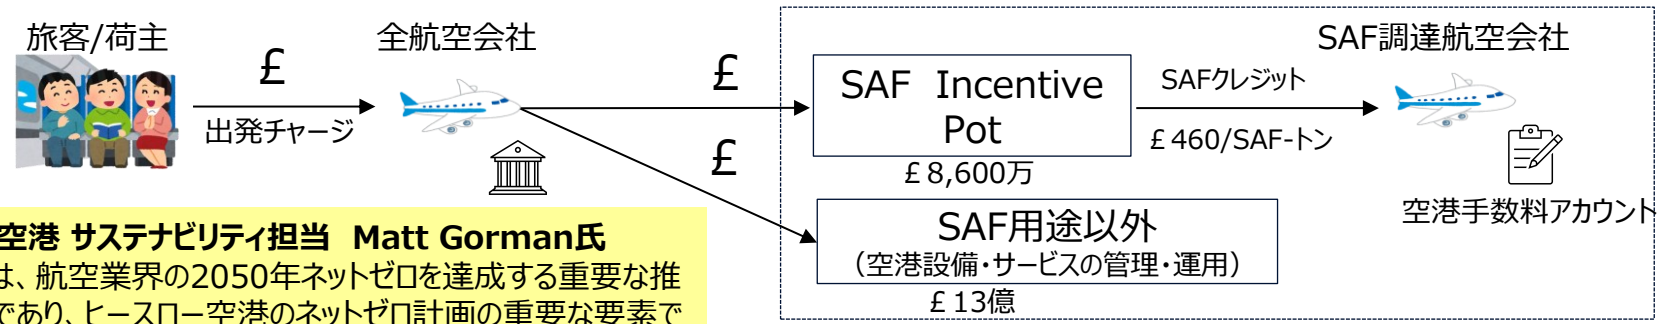 旅客/荷主
全航空会社
SAF調達航空会社
£
出発チャージ
£
£
SAF Incentive
Pot
£8,600万
SAFクレジット
£460/SAF-トン
空港手数料アカウント
SAF用途以外
(空港設備・サービスの管理・運用)
£13億
空港 サステナビリティ担当 Matt Gorman氏
は、航空業界の2050年ネットゼロを達成する重要な推
であり、ヒースロー空港のネットゼロ計画の重要な要素で